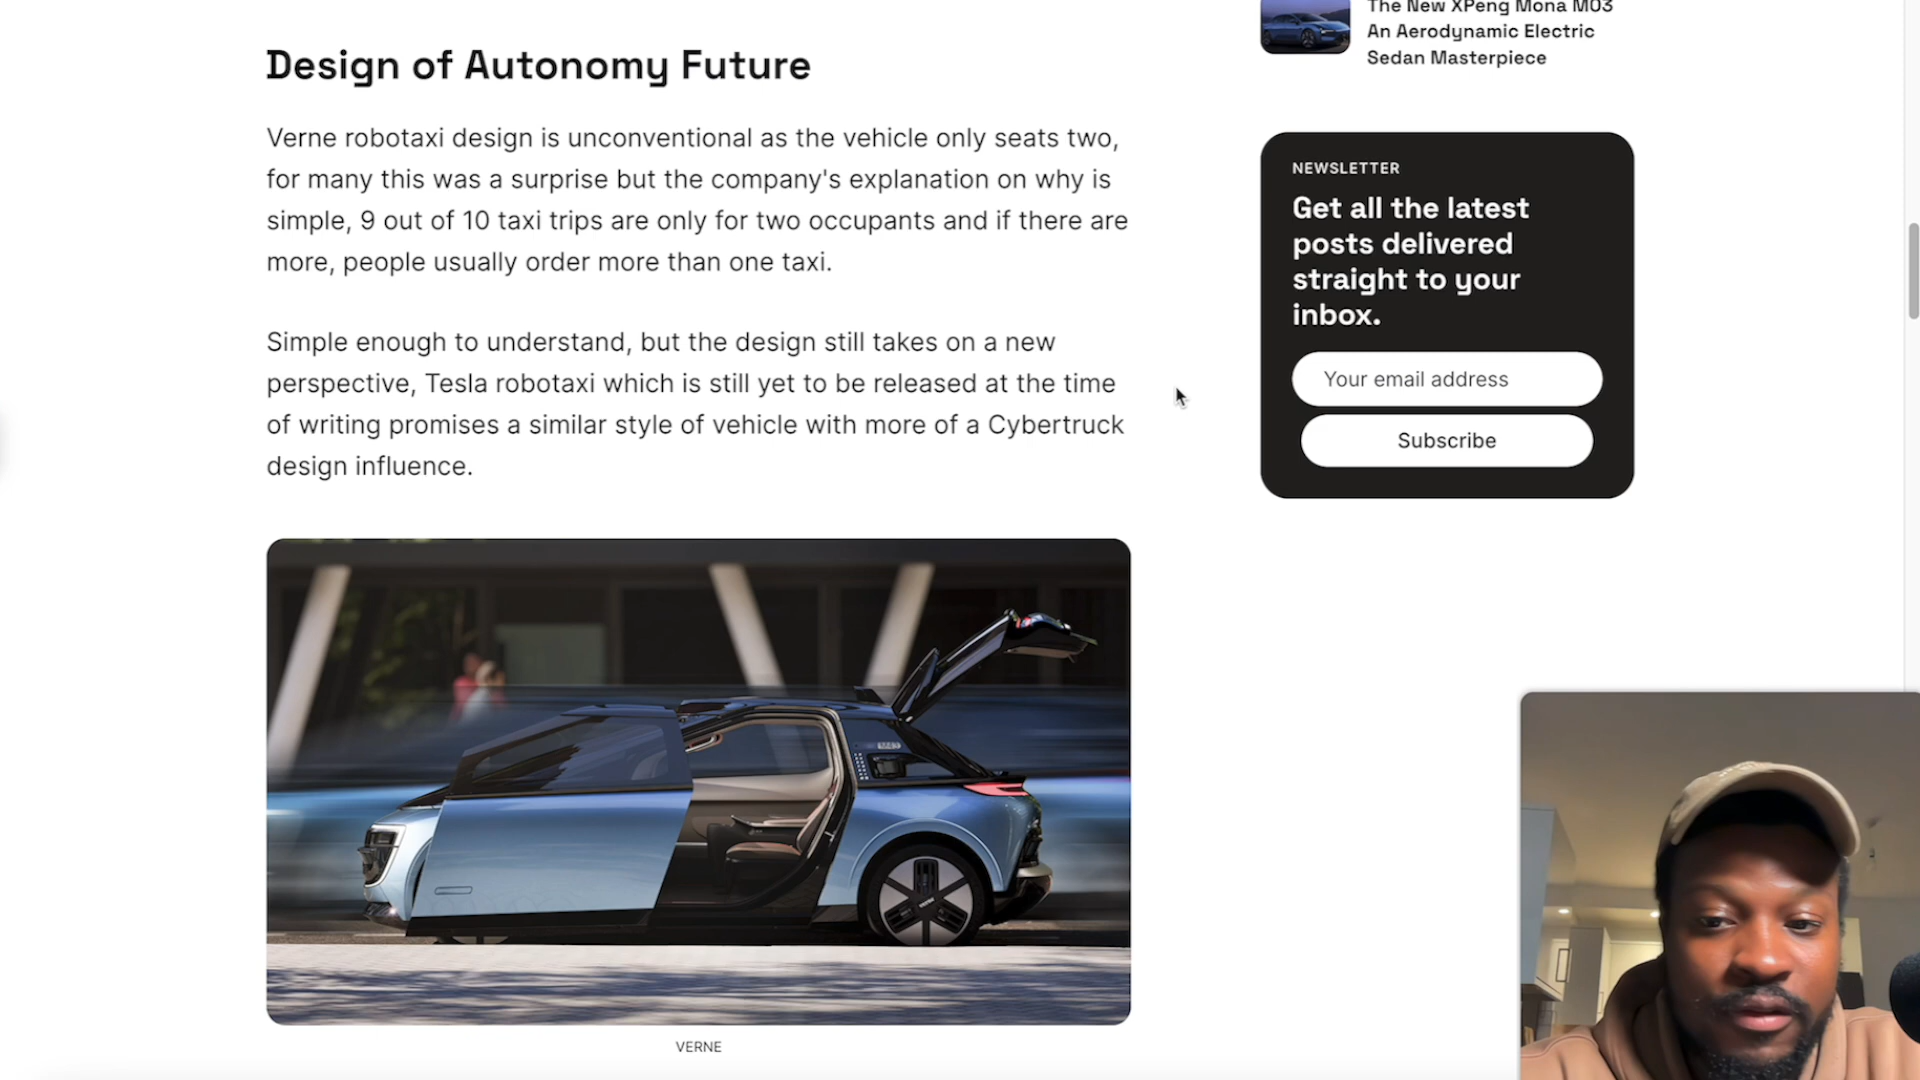 Design of Autonomy Future
Verne robotaxi design is unconventional as the vehicle only seats two,
for many this was a surprise but the company's explanation on why is
simple, 9 out of 10 taxi trips are only for two occupants and if there are
more, people usually order more than one taxi.
Simple enough to understand, but the design still takes on a new
perspective, Tesla robotaxi which is still yet to be released at the time
of writing promises a similar style of vehicle with more of a Cybertruck
design influence.
VERNE
The New XPeng Mona M03
An Aerodynamic Electric
Sedan Masterpiece
NEWSLETTER
Get all the latest
posts delivered
straight to your
inbox.
Your email address
Subscribe